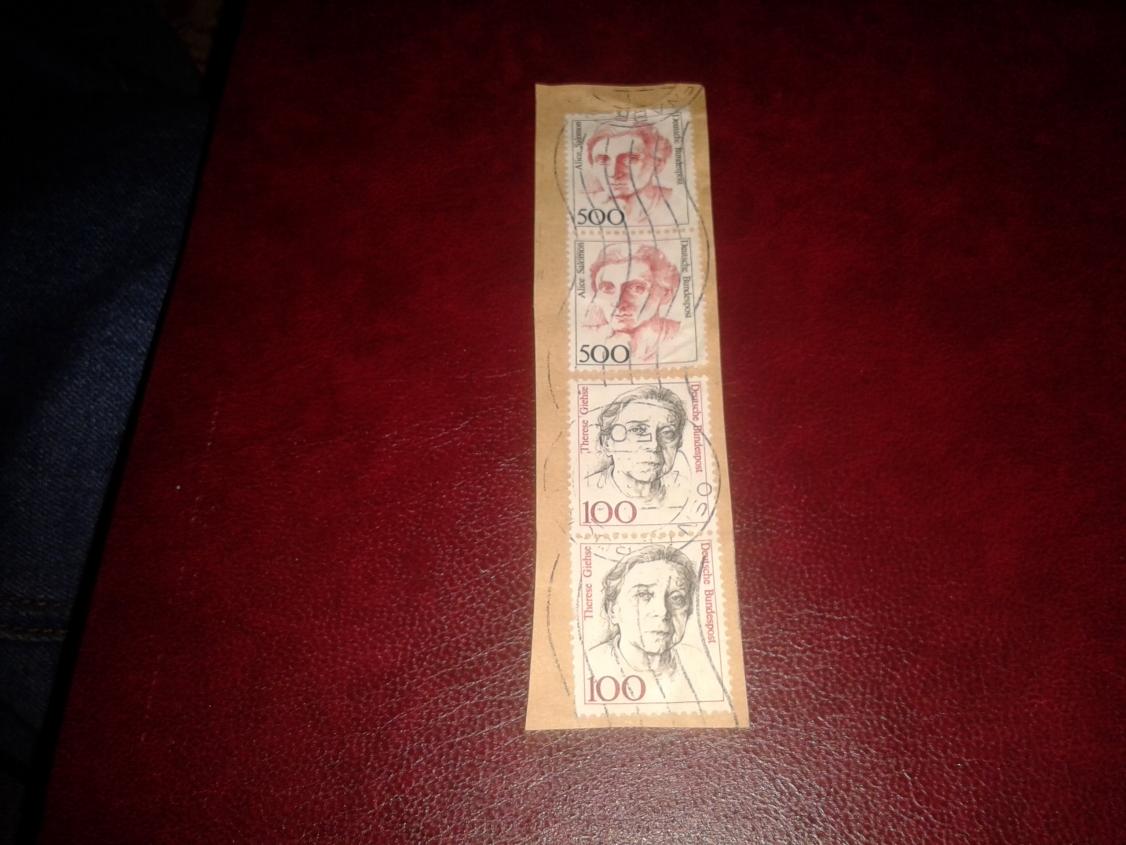 Alice Salomon
Deutsche Bundespost
500
Alice Salomon
Deutsche Bundespost
500
Therese Giehse
Deutsche Bundespost
100
Therese Giehse
Deutsche Bundespost
100